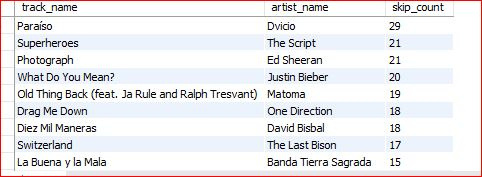 track_name artist_name skip_count
Paraíso Dvicio 29
Superheroes The Script 21
Photograph Ed Sheeran 21
What Do You Mean? Justin Bieber 20
Old Thing Back (feat. Ja Rule and Ralph Tresvant) Matoma 19
Drag Me Down One Direction 18
Diez Mil Maneras David Bisbal 18
Switzerland The Last Bison 17
La Buena y la Mala Banda Tierra Sagrada 15